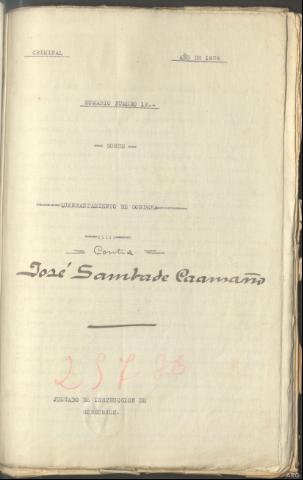 CRIMINAL
AÑO DE 1936
SUMARIO NUMERO 12.-
-- SOBRE --
QUEBRANTAMIENTO DE CONDENA
Contra
José Sambade Caamaño
JUZGADO DE INSTRUCCION DE
CORCUBION.